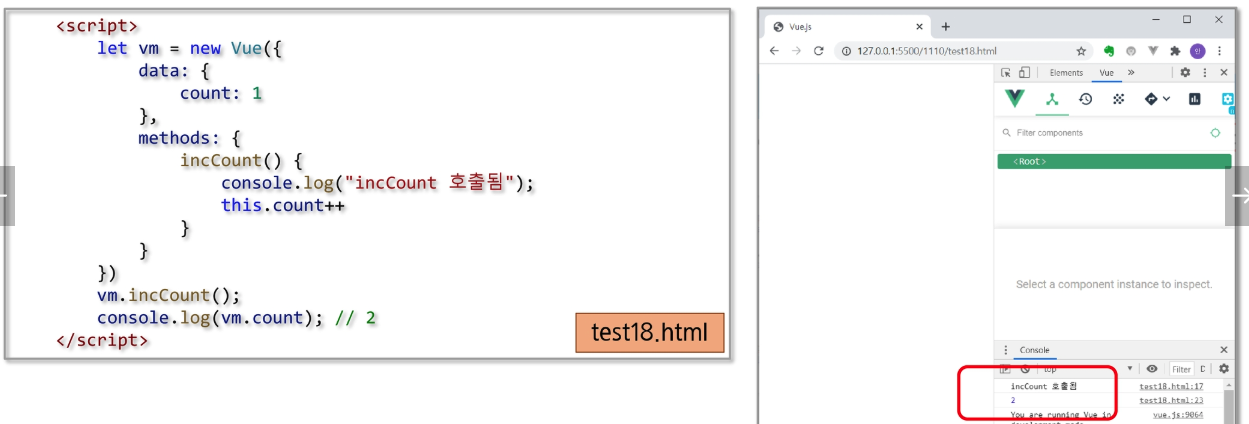 <script>
let vm = new Vue({
data: {
count: 1
},
methods: {
incCount() {
console.log("incCount 호출됨");
this.count++
}
}
})
vm.incCount();
console.log(vm.count); // 2
</script>
test18.html
Vue.js
127.0.0.1:5500/1110/test18.html
Elements Vue
Filter components
<Root>
Select a component instance to inspect.
Console
top Filter
incCount 호출됨 test18.html:17
2 test18.html:23
You are running Vue in vue.js:9064
development mode